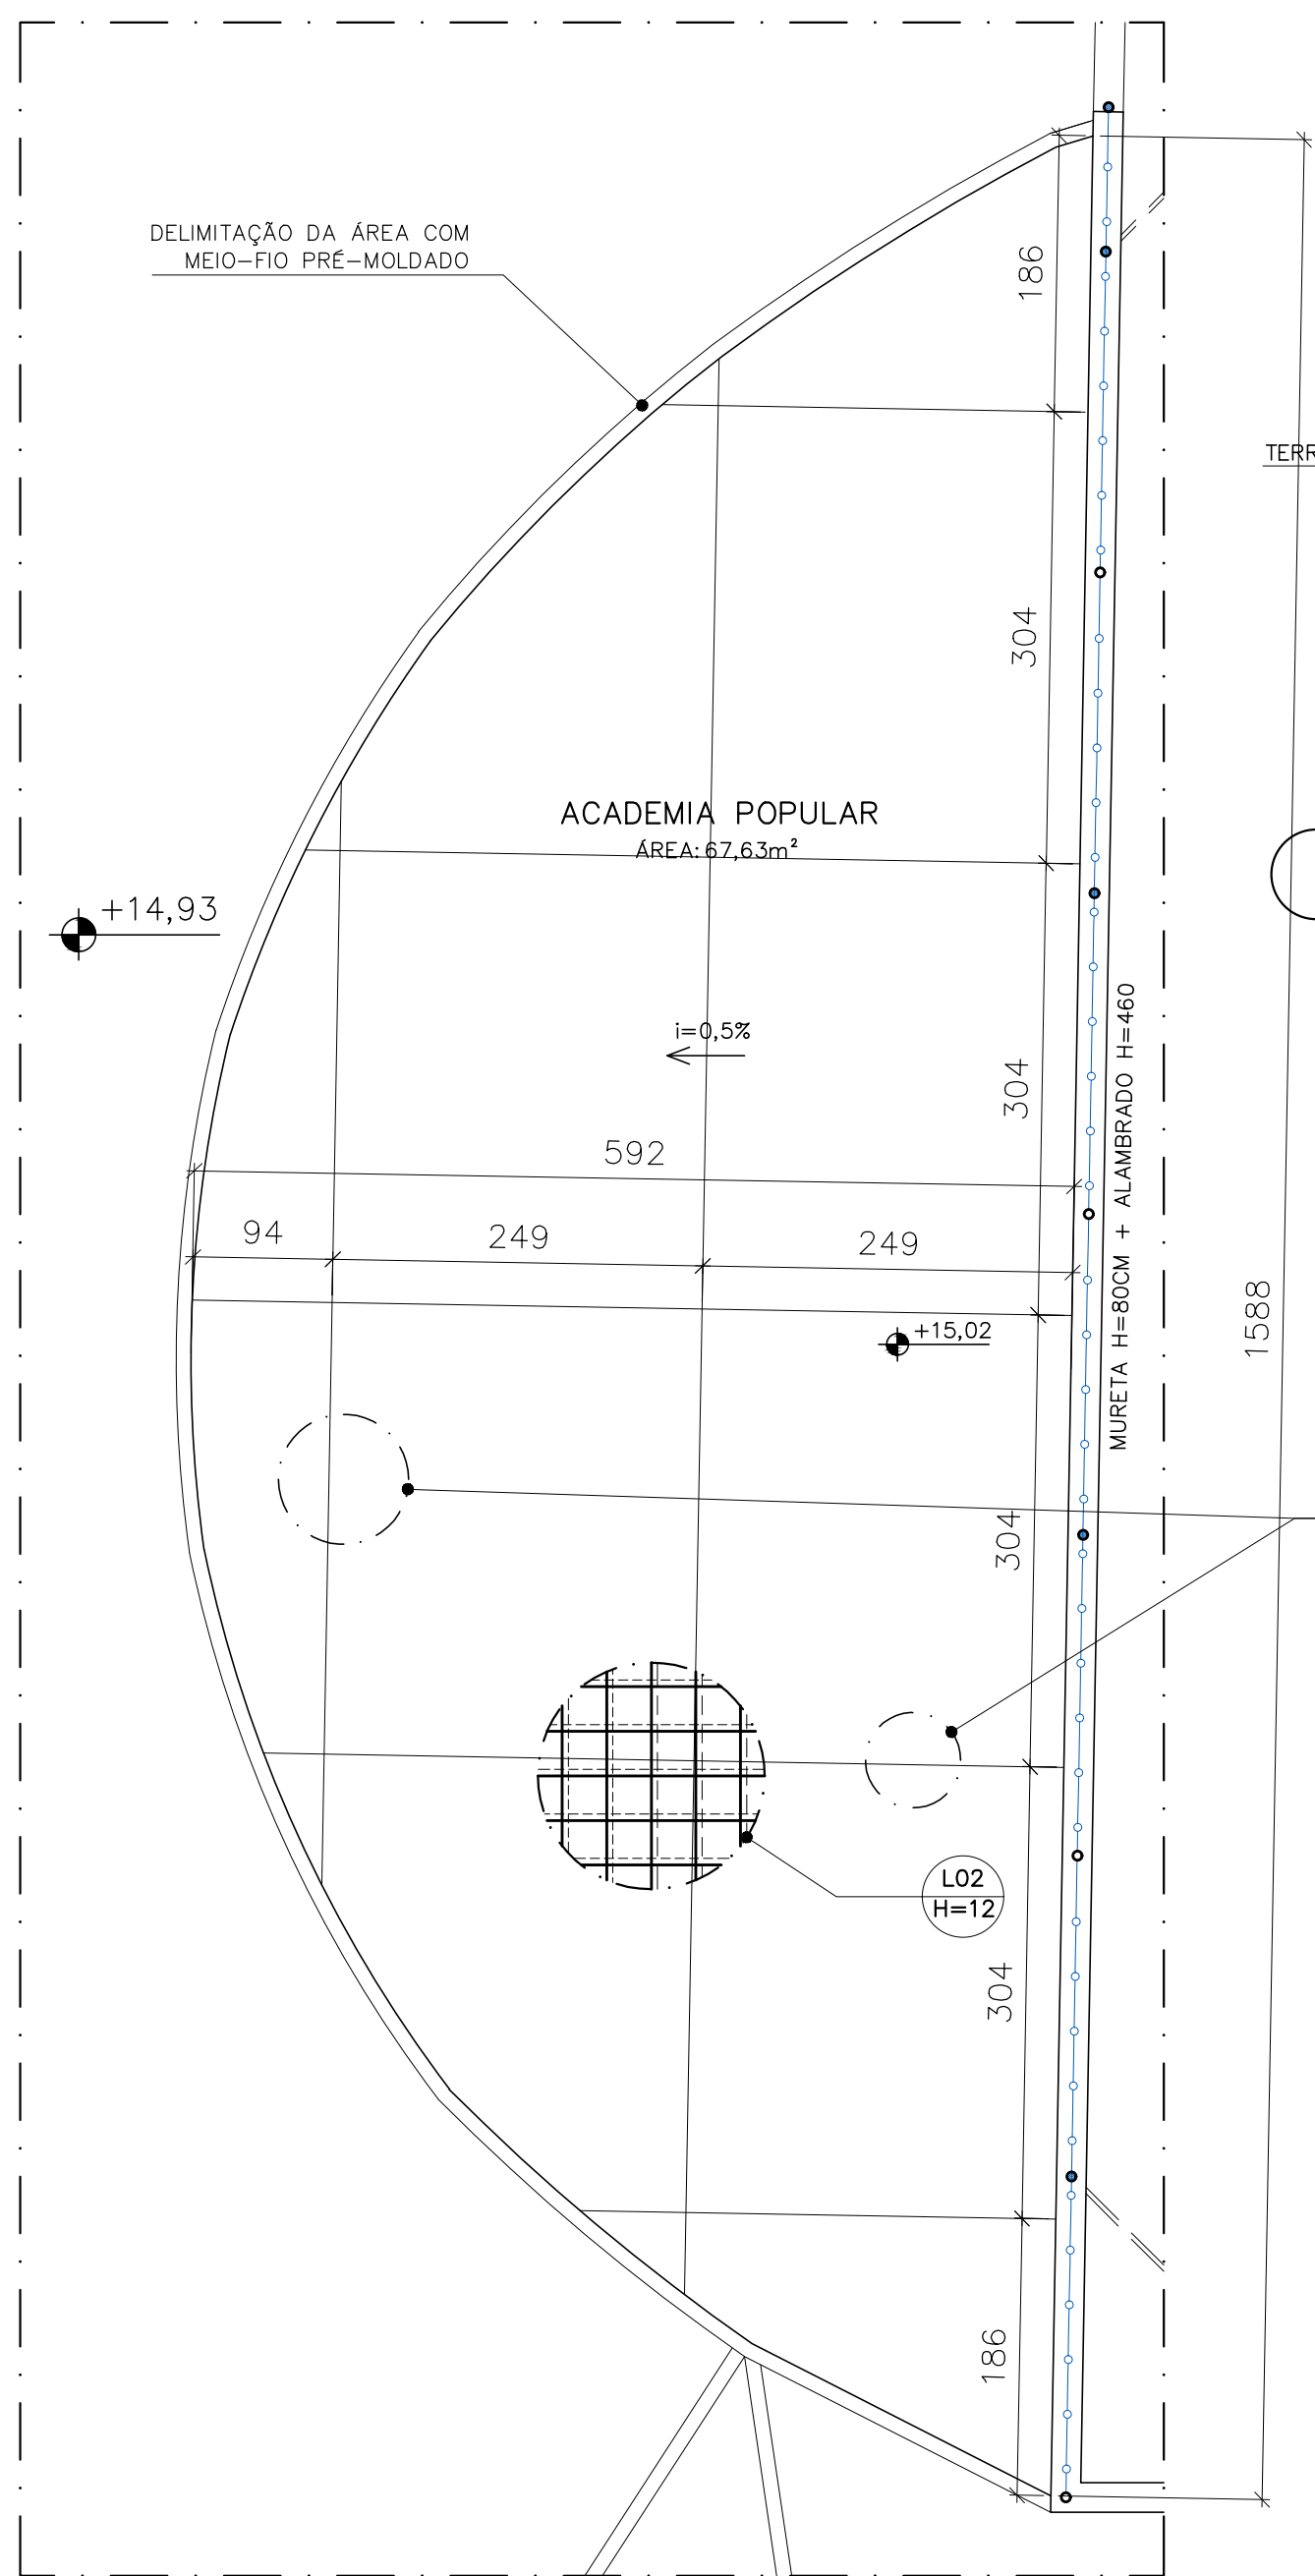 DELIMITAÇÃO DA ÁREA COM
MEIO-FIO PRÉ-MOLDADO
186
TERR
304
ACADEMIA POPULAR
ÁREA: 67,63m²
+14,93
i=0,5%
304
MURETA H=80CM + ALAMBRADO H=460
592
94
249
249
1588
+15,02
304
L02
H=12
304
186